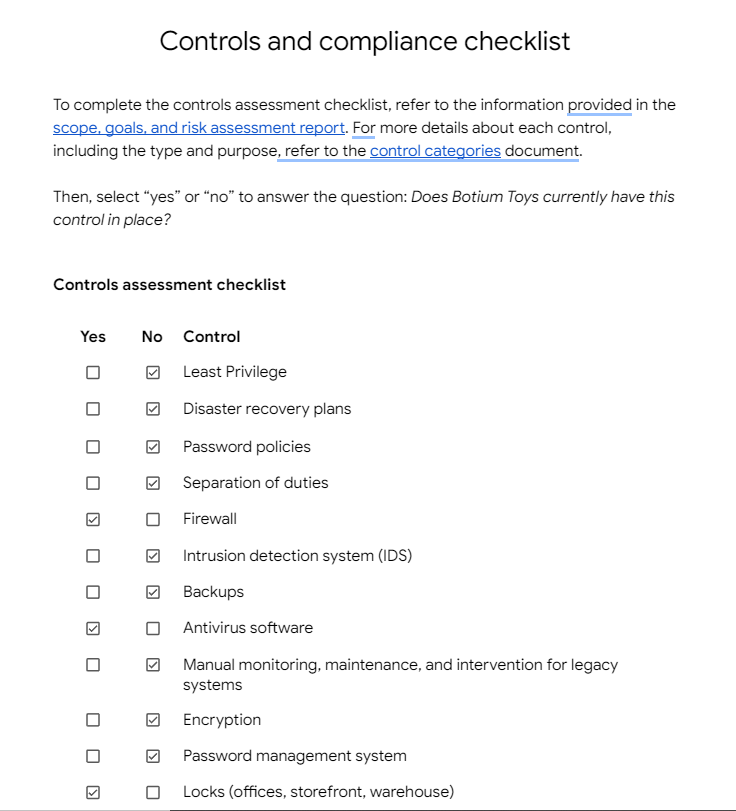 Controls and compliance checklist
To complete the controls assessment checklist, refer to the information provided in the
scope, goals, and risk assessment report. For more details about each control,
including the type and purpose, refer to the control categories document.
Then, select “yes” or “no” to answer the question: Does Botium Toys currently have this
control in place?
Controls assessment checklist
Yes No Control
Least Privilege
Disaster recovery plans
Password policies
Separation of duties
Firewall
Intrusion detection system (IDS)
Backups
Antivirus software
Manual monitoring, maintenance, and intervention for legacy
systems
Encryption
Password management system
Locks (offices, storefront, warehouse)